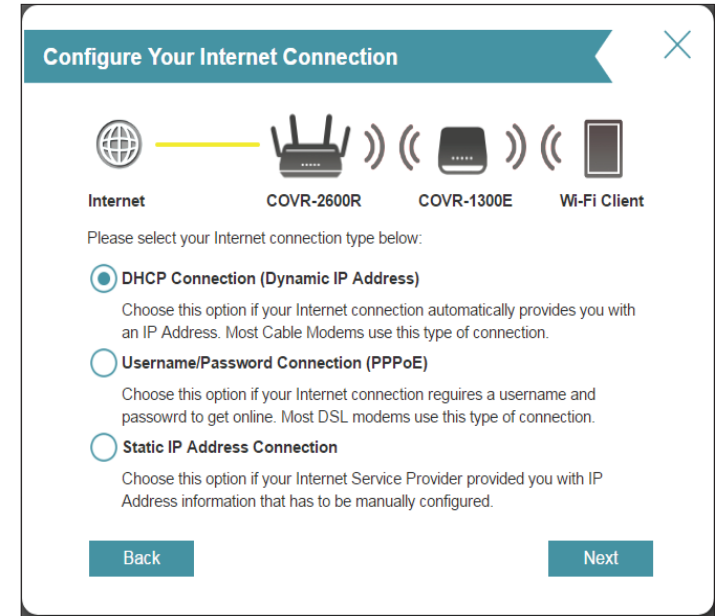 Configure Your Internet Connection
Internet COVR-2600R COVR-1300E Wi-Fi Client
Please select your Internet connection type below:
DHCP Connection (Dynamic IP Address)
Choose this option if your Internet connection automatically provides you with
an IP Address. Most Cable Modems use this type of connection.
Username/Password Connection (PPPoE)
Choose this option if your Internet connection reguires a username and
passowrd to get online. Most DSL modems use this type of connection.
Static IP Address Connection
Choose this option if your Internet Service Provider provided you with IP
Address information that has to be manually configured.
Back Next